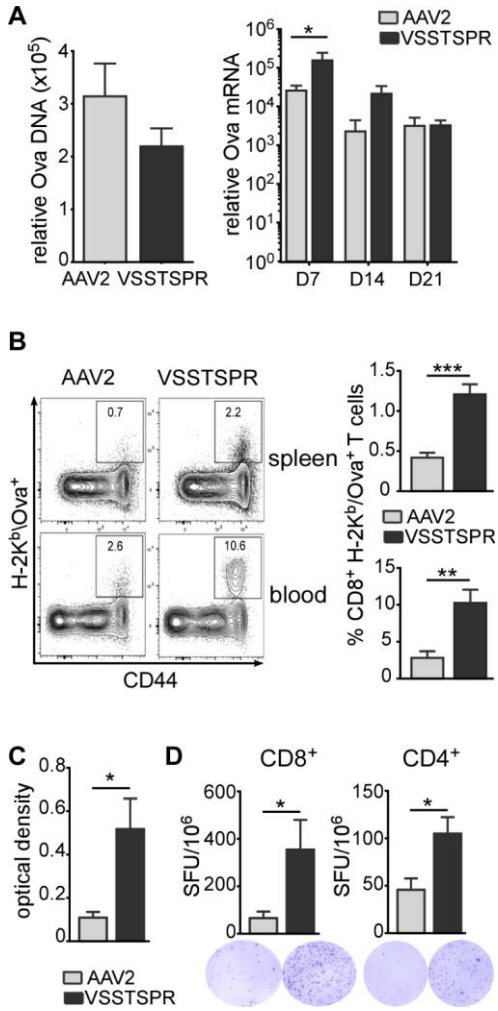 A
relative Ova DNA (x10⁵)
4
3
2
1
0
AAV2 VSSTSPR
AAV2
VSSTSPR
relative Ova mRNA
10⁶
10⁵
10⁴
10³
10²
10¹
10⁰
*
D7 D14 D21
B
AAV2 VSSTSPR
0.7 2.2
spleen
2.6 10.6
blood
H-2Kᵇ\Ova⁺
CD44
% CD8⁺ H-2Kᵇ/Ova⁺ T cells
1.5
1.0
0.5
0
***
AAV2
VSSTSPR
15
10
5
0
**
C
optical density
0.8
0.6
0.4
0.2
0
*
AAV2
VSSTSPR
D
CD8⁺ CD4⁺
SFU/10⁶
600
400
200
0
*
SFU/10⁶
150
100
50
0
*